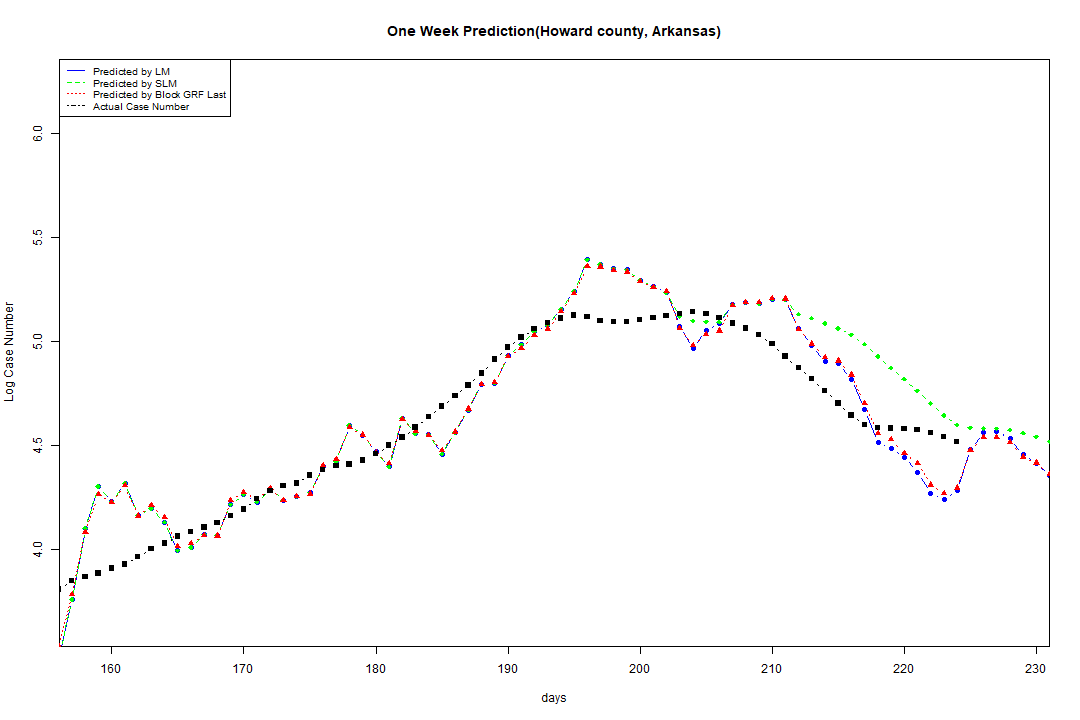 One Week Prediction(Howard county, Arkansas)
Predicted by LM
Predicted by SLM
Predicted by Block GRF Last
Actual Case Number
6.0
5.5
5.0
4.5
4.0
Log Case Number
160 170 180 190 200 210 220 230
days